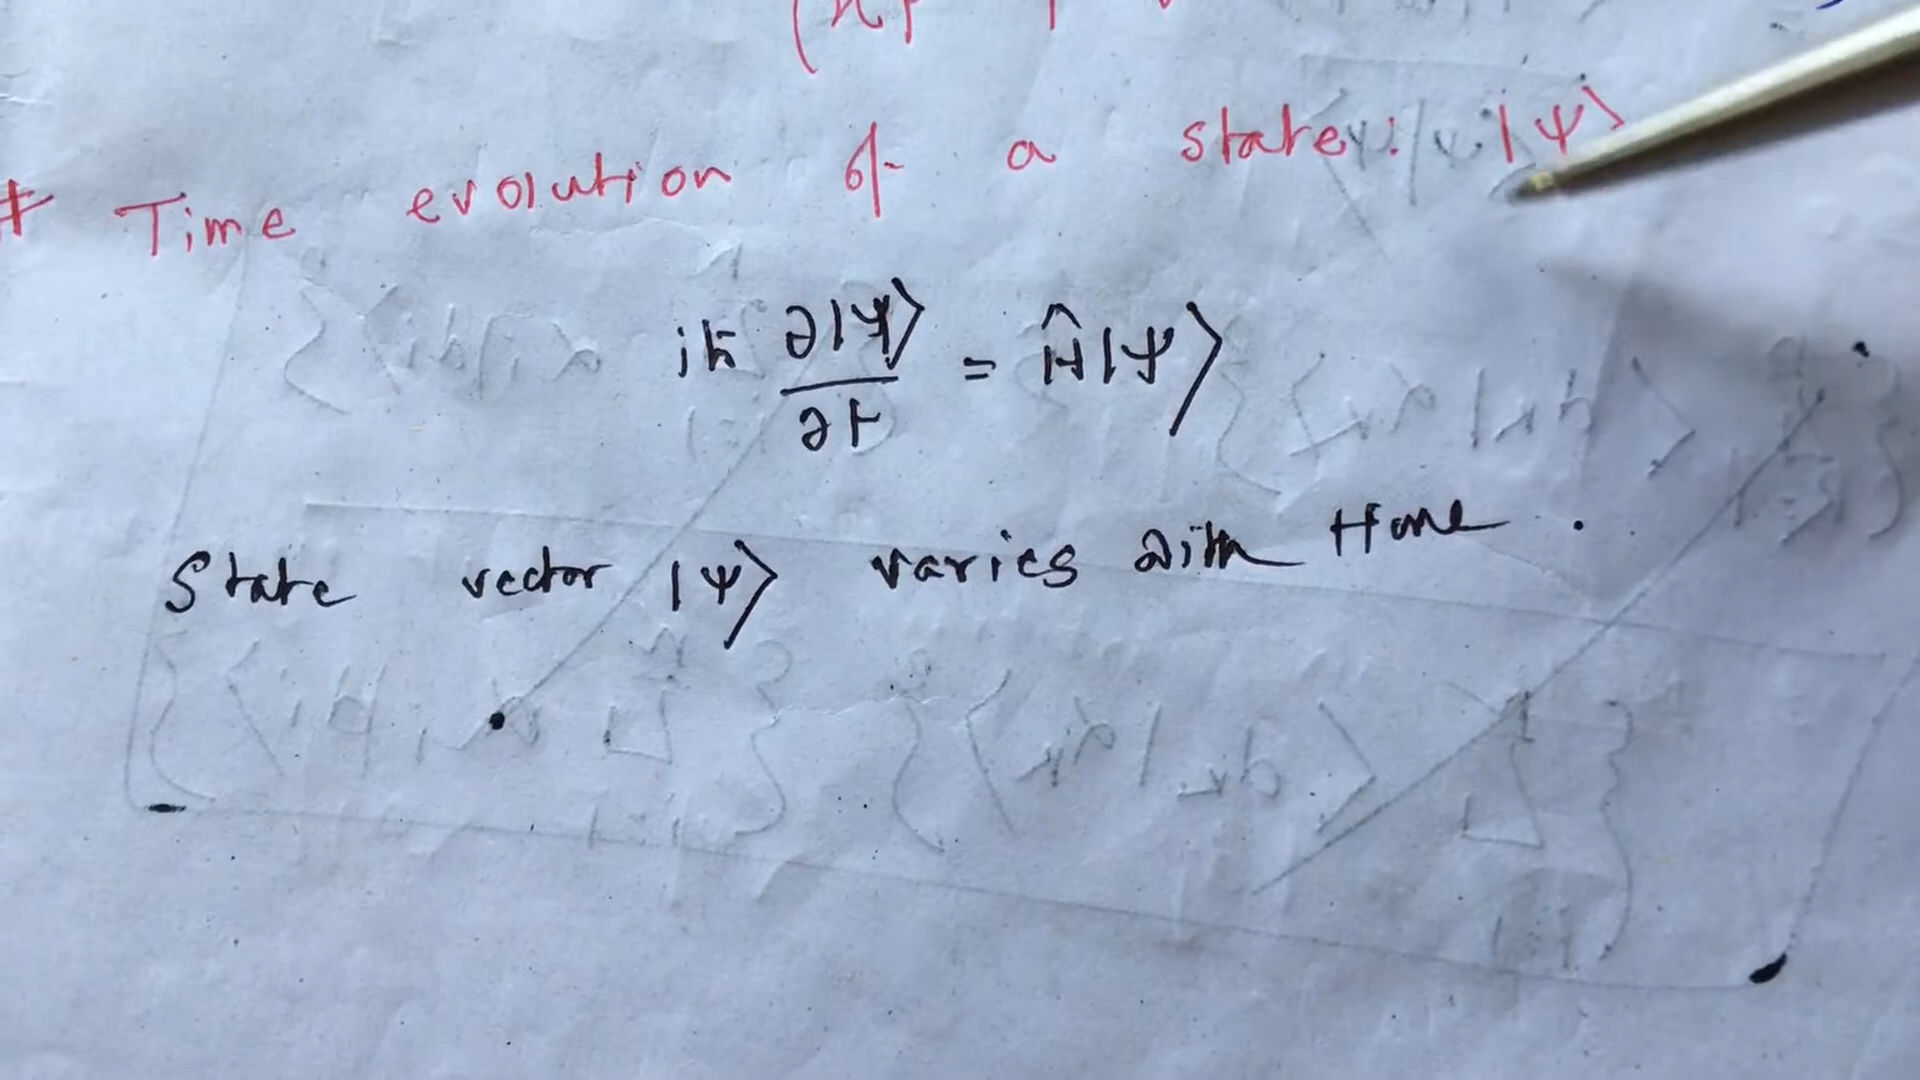 # Time evolution of a state: |ψ⟩
iħ ∂|ψ⟩/∂t = Ĥ|ψ⟩
State vector |ψ⟩ varies with time.